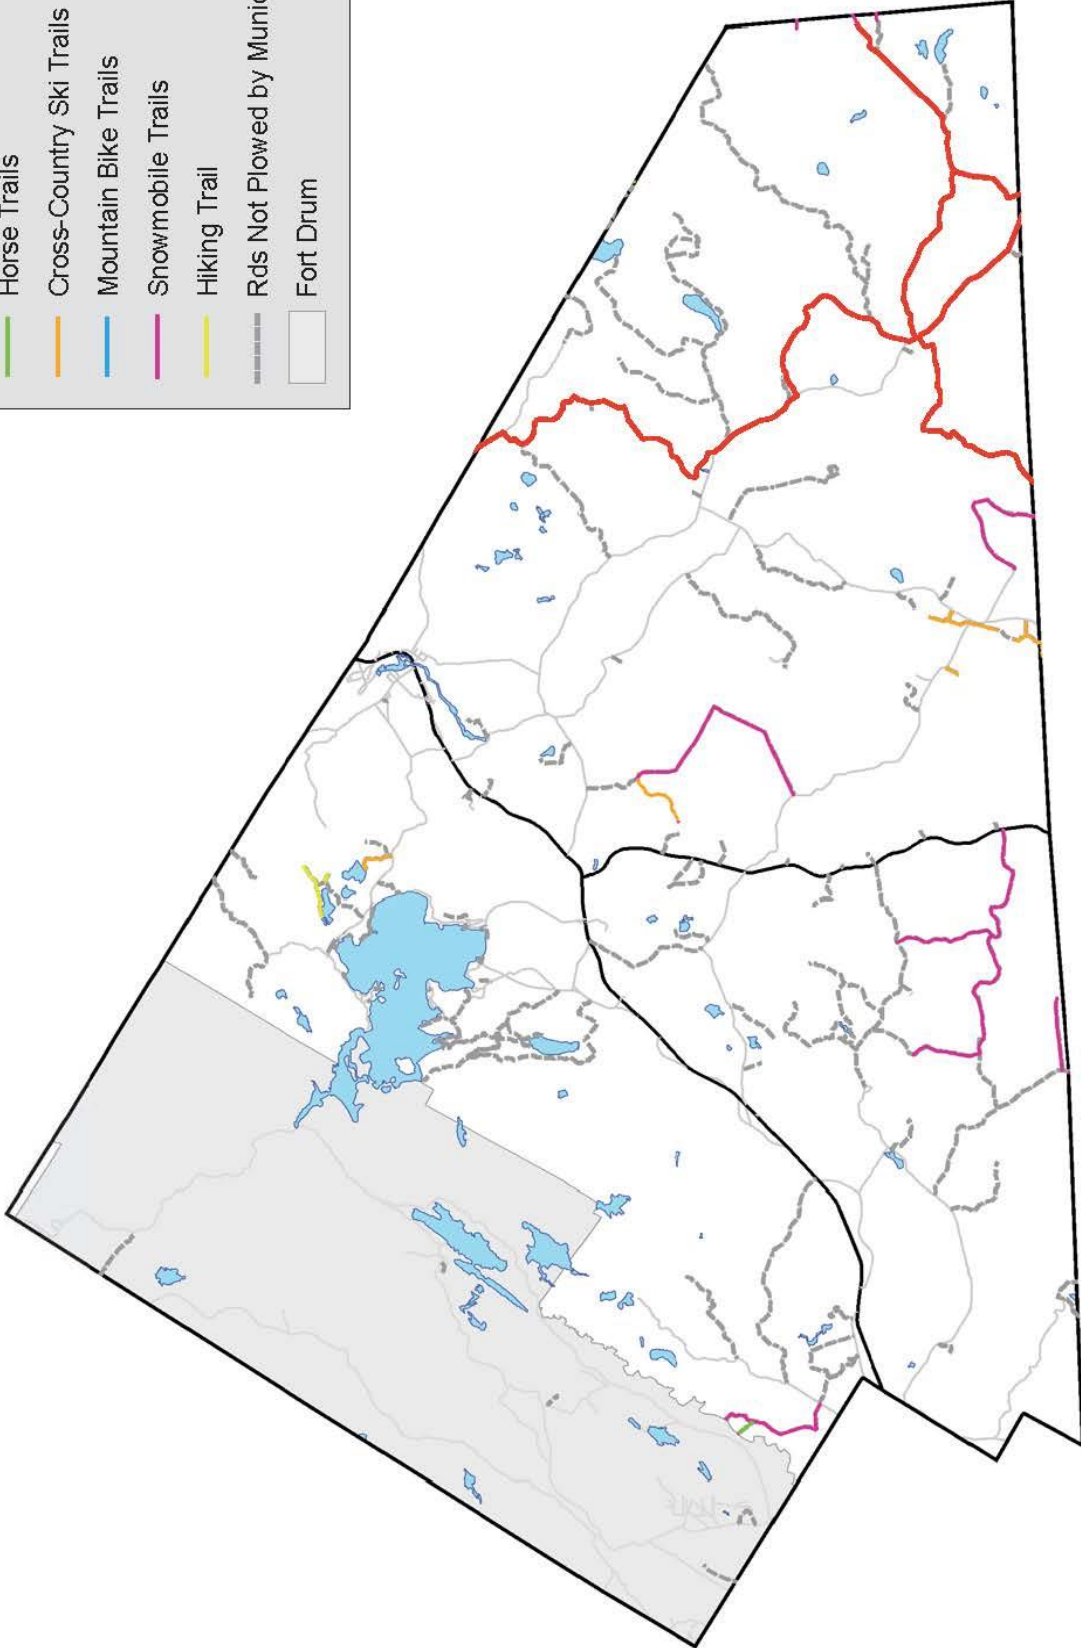 Horse Trails
Cross-Country Ski Trails
Mountain Bike Trails
Snowmobile Trails
Hiking Trail
Rds Not Plowed by Munic
Fort Drum